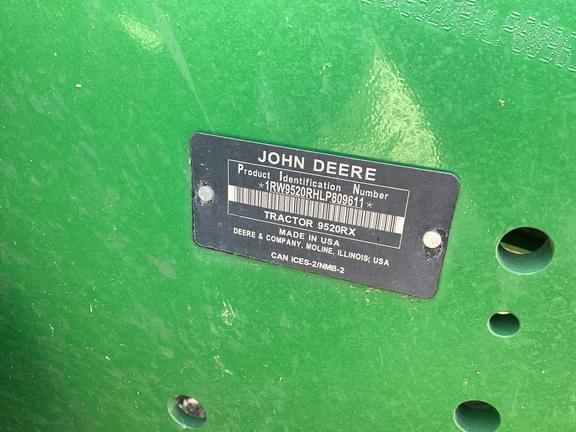 JOHN DEERE
Product Identification Number
*1RW9520RHLP809611*
TRACTOR 9520RX
MADE IN USA
DEERE & COMPANY, MOLINE, ILLINOIS, USA
CAN ICES-2/NMB-2